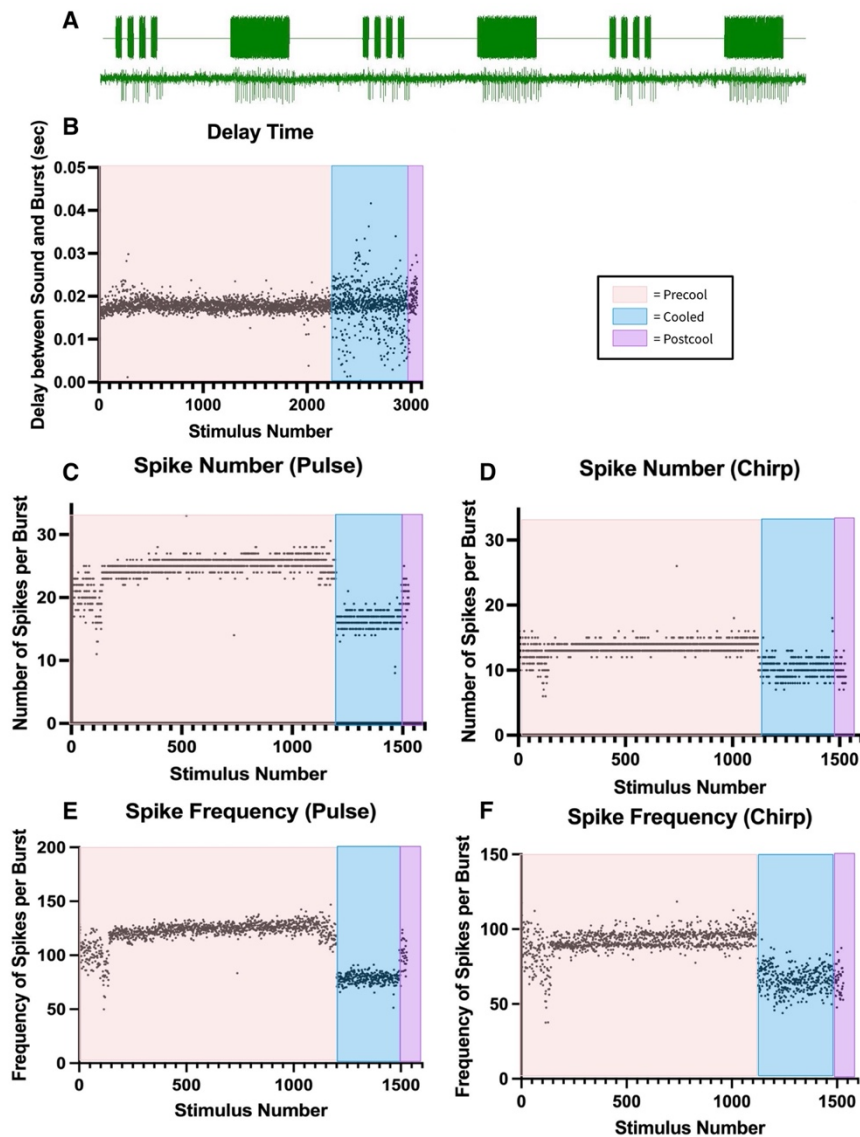 A
B
Delay Time
Delay between Sound and Burst (sec)
0.05
0.04
0.03
0.02
0.01
0.00
0
1000
2000
3000
Stimulus Number
= Precool
= Cooled
= Postcool
C
Spike Number (Pulse)
Number of Spikes per Burst
30
20
10
0
0
500
1000
1500
Stimulus Number
D
Spike Number (Chirp)
Number of Spikes per Burst
30
20
10
0
0
500
1000
1500
Stimulus Number
E
Spike Frequency (Pulse)
Frequency of Spikes per Burst
200
150
100
50
0
0
500
1000
1500
Stimulus Number
F
Spike Frequency (Chirp)
Frequency of Spikes per Burst
150
100
50
0
0
500
1000
1500
Stimulus Number